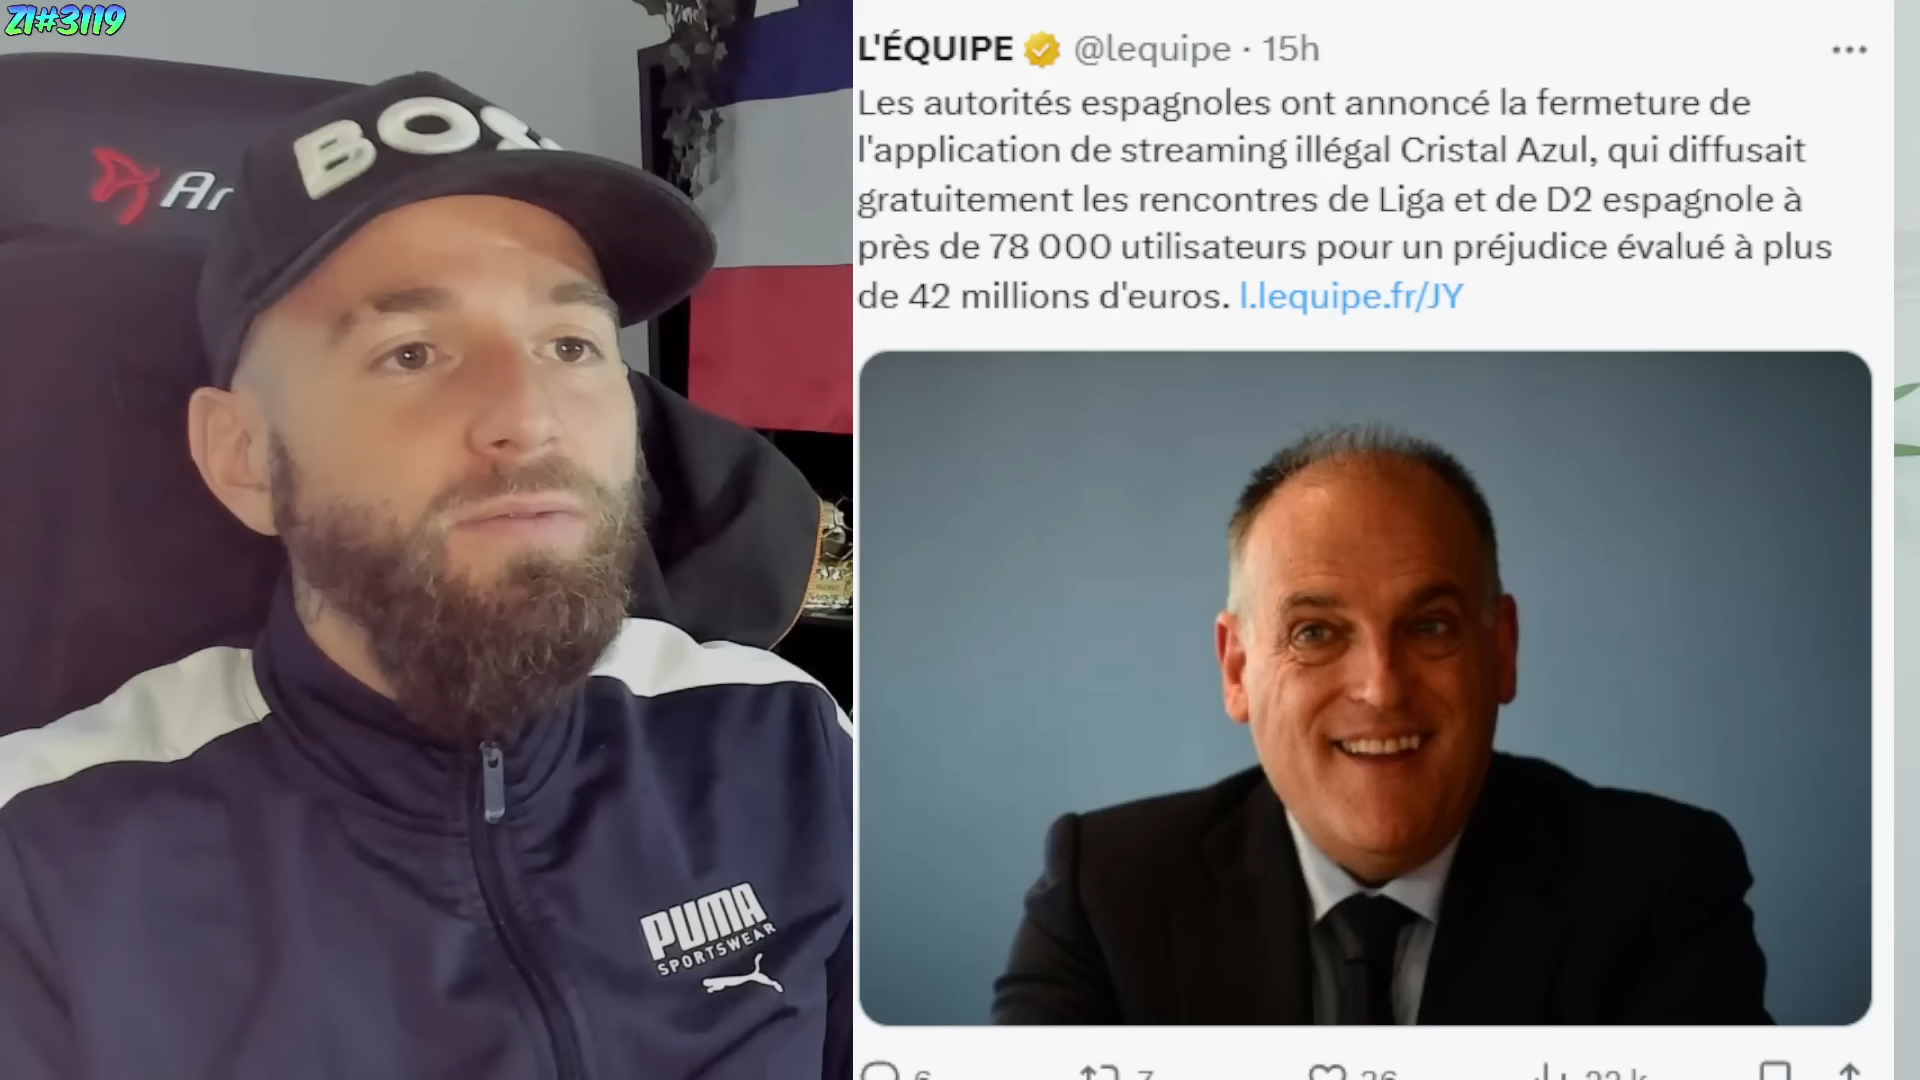 ZI#3119
BOSS
Ar
PUMA
SPORTSWEAR
L'ÉQUIPE @lequipe · 15h
Les autorités espagnoles ont annoncé la fermeture de
l'application de streaming illégal Cristal Azul, qui diffusait
gratuitement les rencontres de Liga et de D2 espagnole à
près de 78 000 utilisateurs pour un préjudice évalué à plus
de 42 millions d'euros. l.lequipe.fr/JY